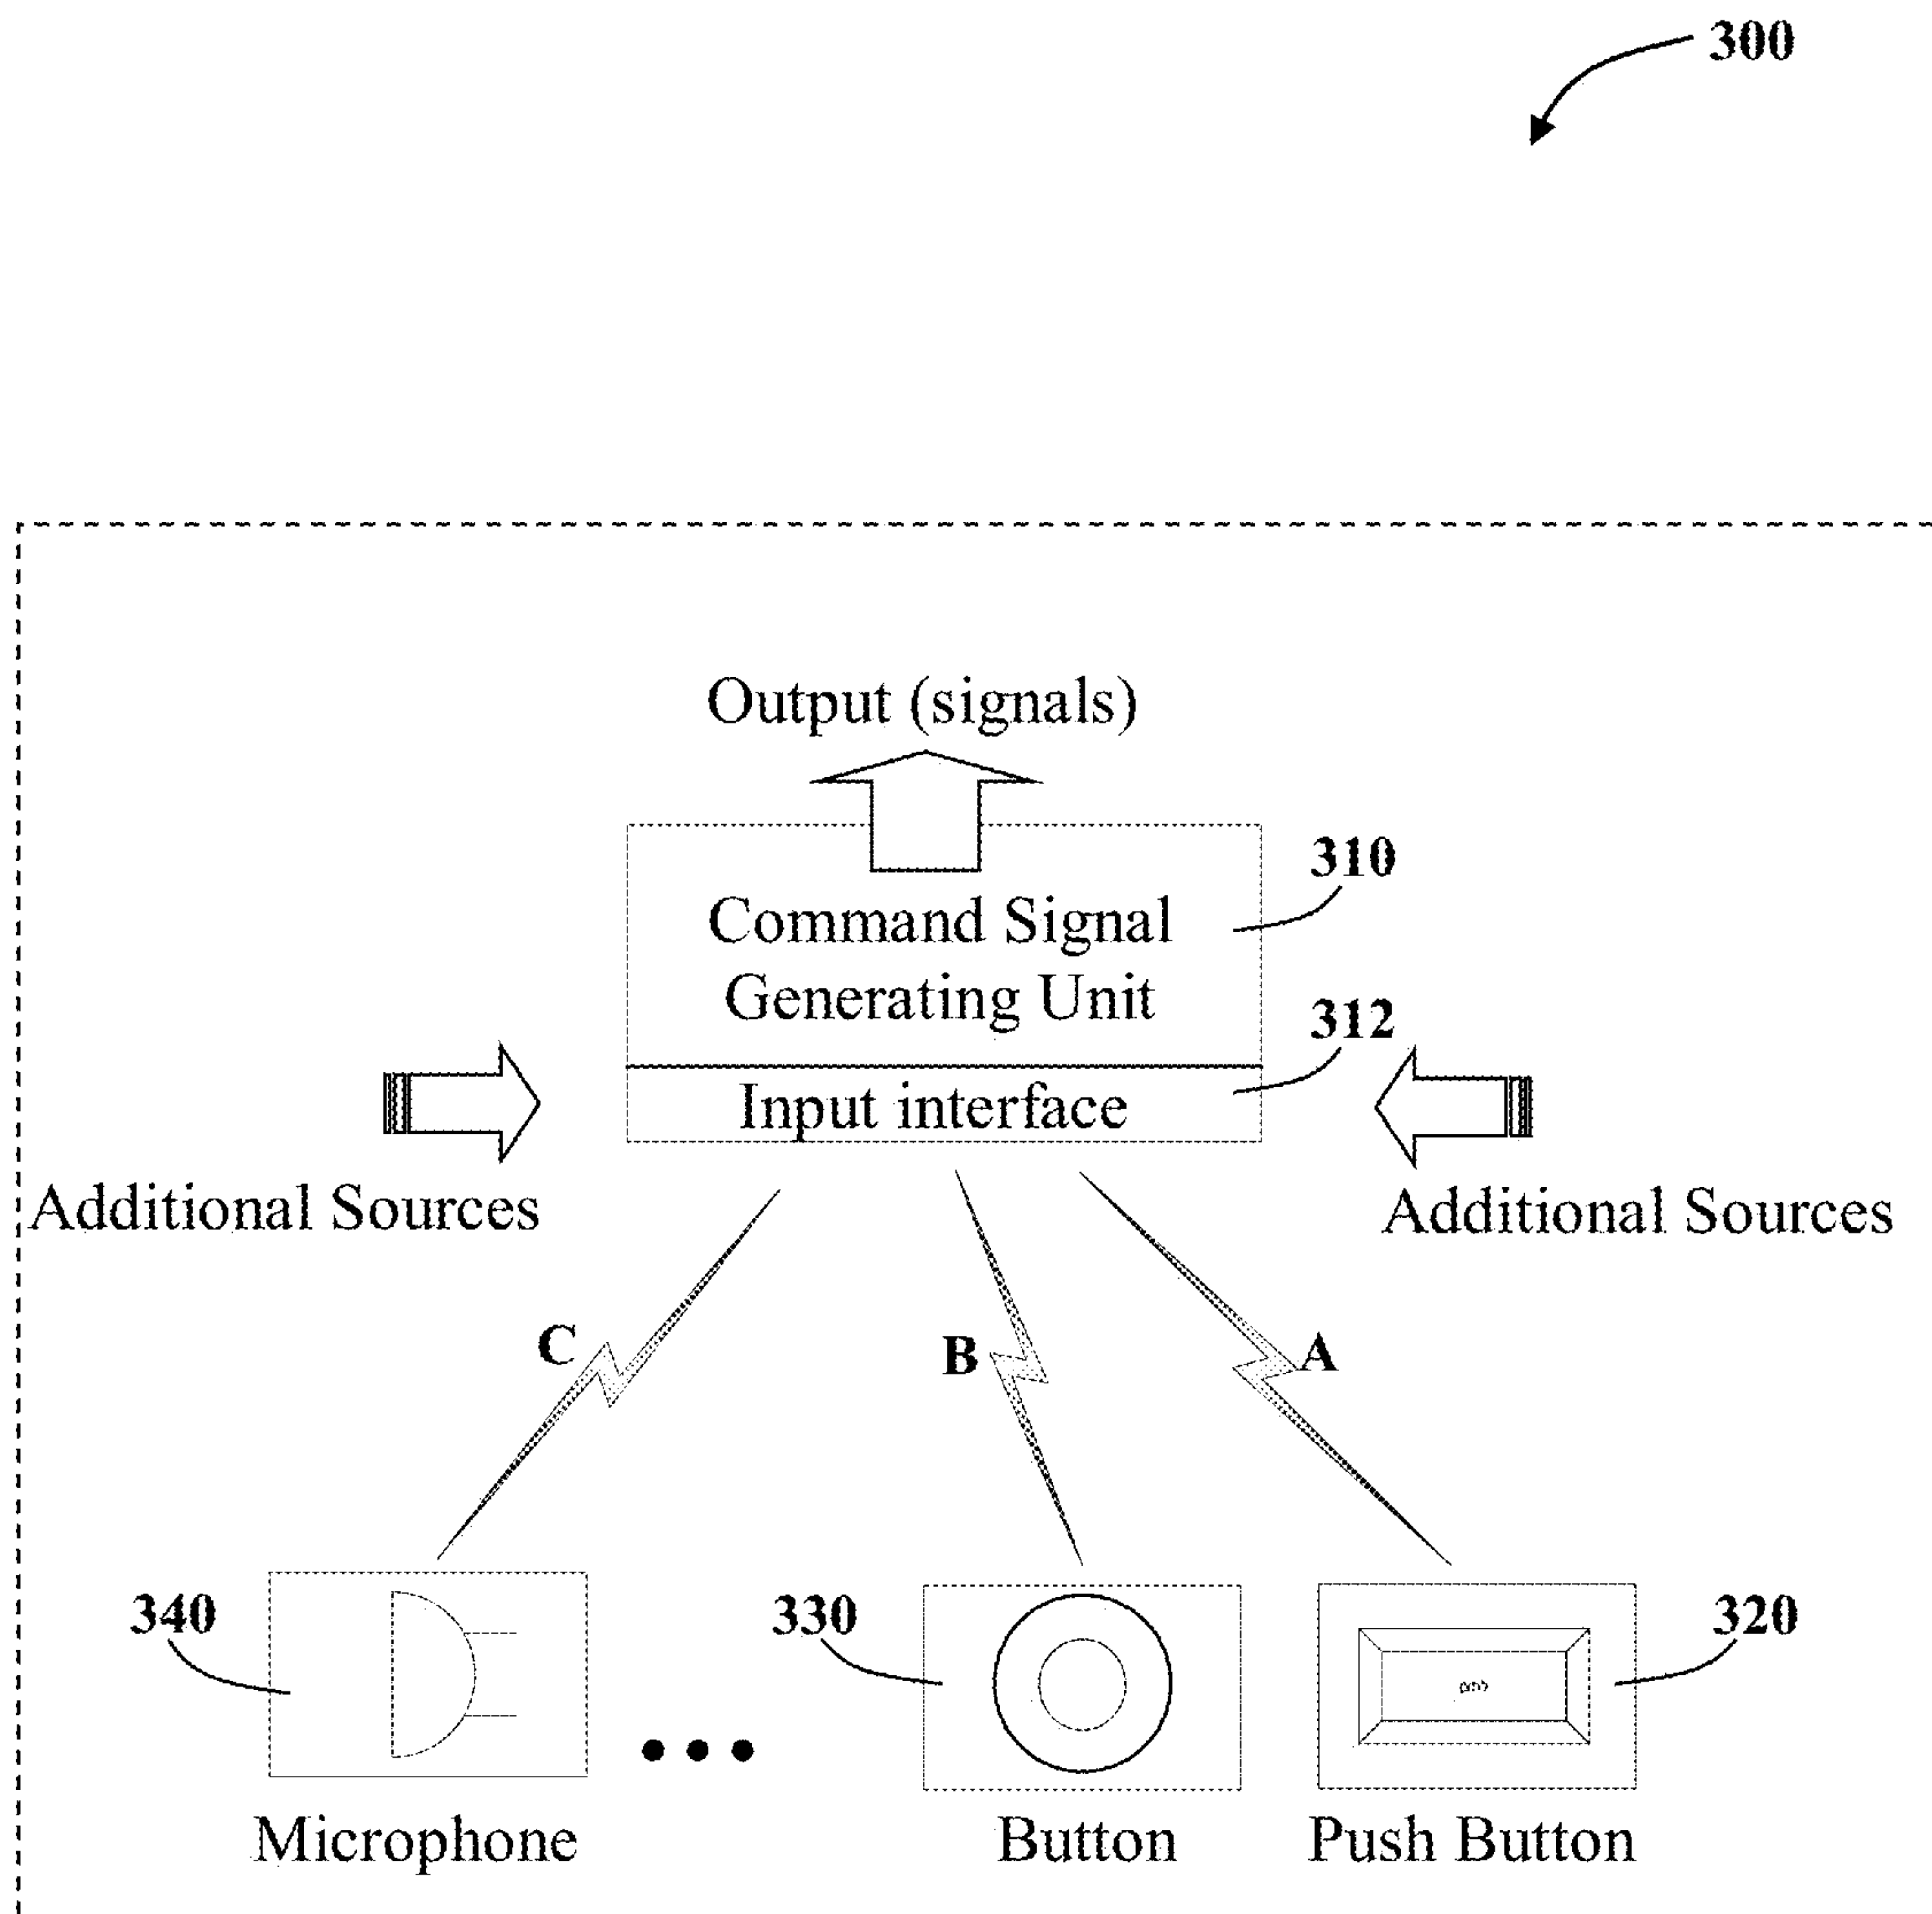 300
Output (signals)
310
Command Signal
Generating Unit
312
Input interface
Additional Sources
Additional Sources
C
B
A
340
330
320
Microphone
Button
Push Button